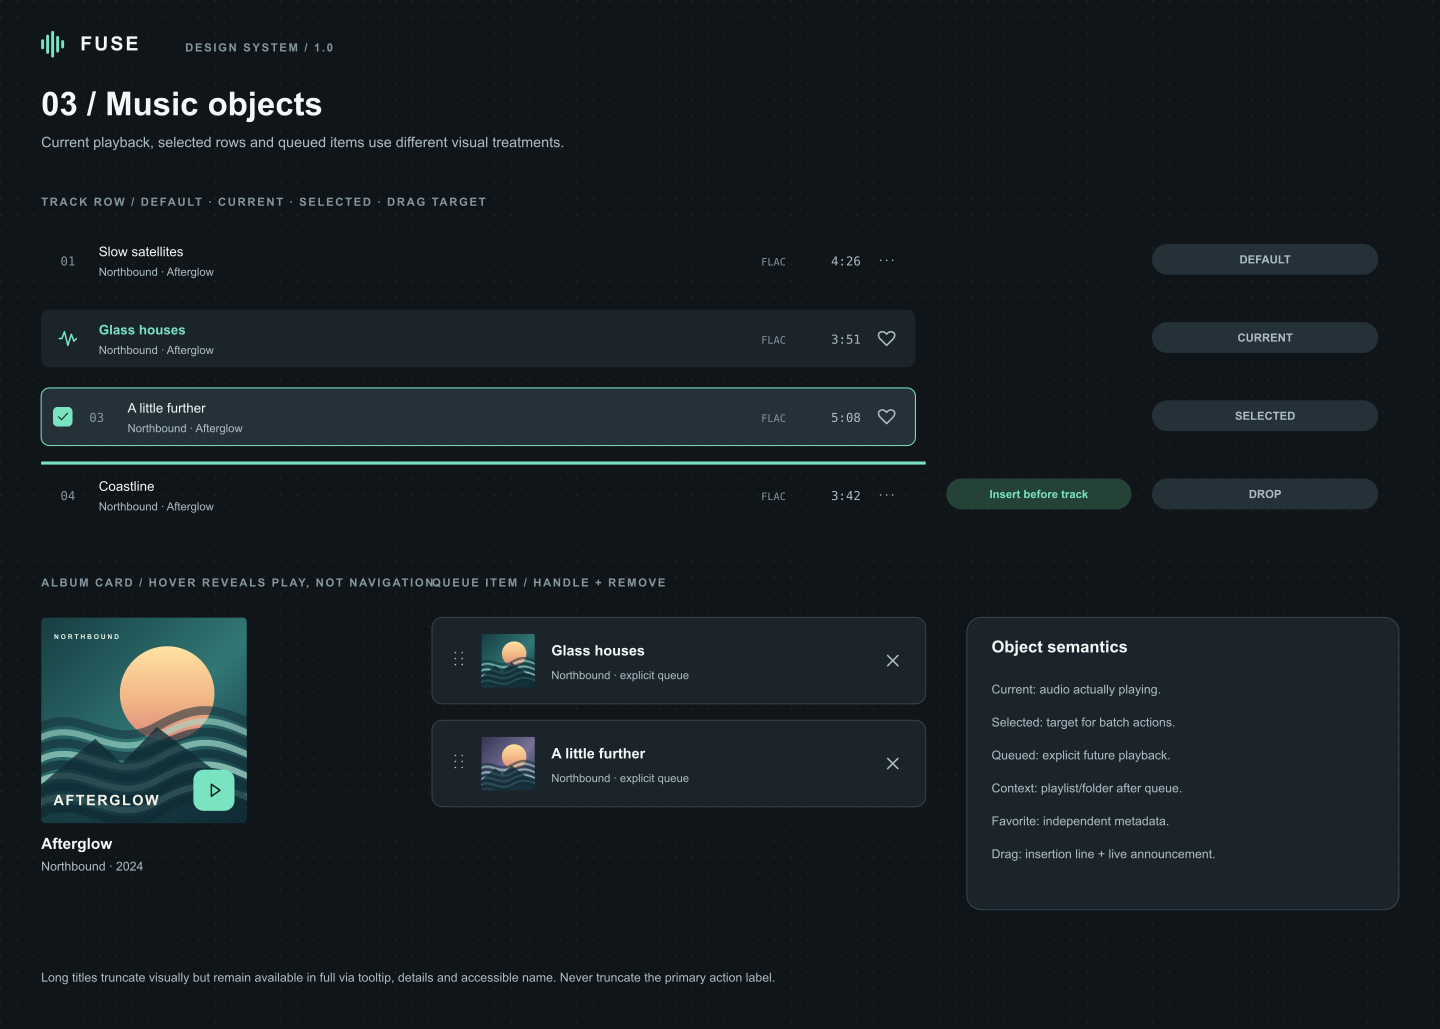 FUSE
DESIGN SYSTEM / 1.0
03 / Music objects
Current playback, selected rows and queued items use different visual treatments.
TRACK ROW / DEFAULT · CURRENT · SELECTED · DRAG TARGET
01
Slow satellites
Northbound · Afterglow
FLAC
4:26
···
DEFAULT
Glass houses
Northbound · Afterglow
FLAC
3:51
CURRENT
03
A little further
Northbound · Afterglow
FLAC
5:08
SELECTED
04
Coastline
Northbound · Afterglow
FLAC
3:42
···
Insert before track
DROP
ALBUM CARD / HOVER REVEALS PLAY, NOT NAVIGATION
QUEUE ITEM / HANDLE + REMOVE
NORTHBOUND
AFTERGLOW
Afterglow
Northbound · 2024
Glass houses
Northbound · explicit queue
A little further
Northbound · explicit queue
Object semantics
Current: audio actually playing.
Selected: target for batch actions.
Queued: explicit future playback.
Context: playlist/folder after queue.
Favorite: independent metadata.
Drag: insertion line + live announcement.
Long titles truncate visually but remain available in full via tooltip, details and accessible name. Never truncate the primary action label.